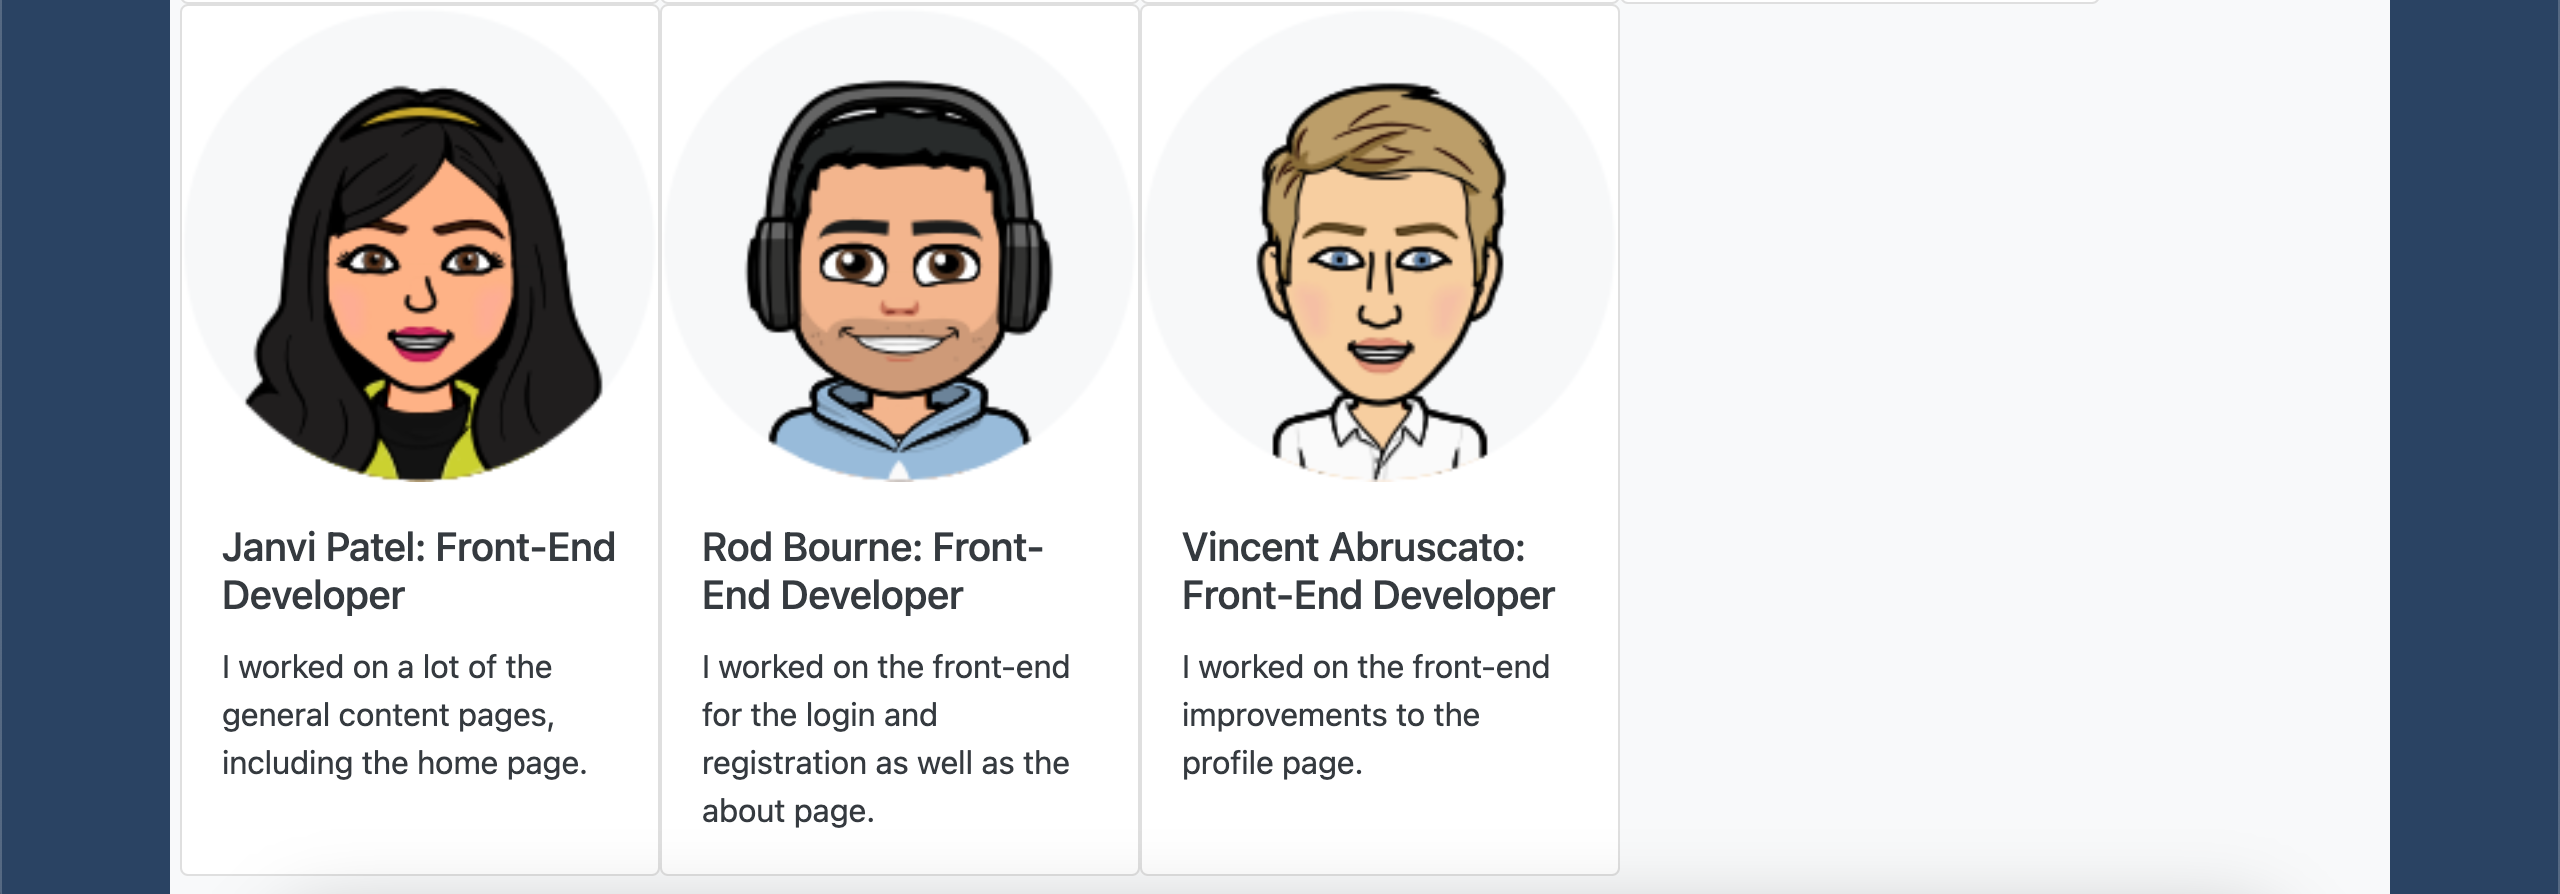 Janvi Patel: Front-End
Developer
I worked on a lot of the
general content pages,
including the home page.
Rod Bourne: Front-
End Developer
I worked on the front-end
for the login and
registration as well as the
about page.
Vincent Abruscato:
Front-End Developer
I worked on the front-end
improvements to the
profile page.